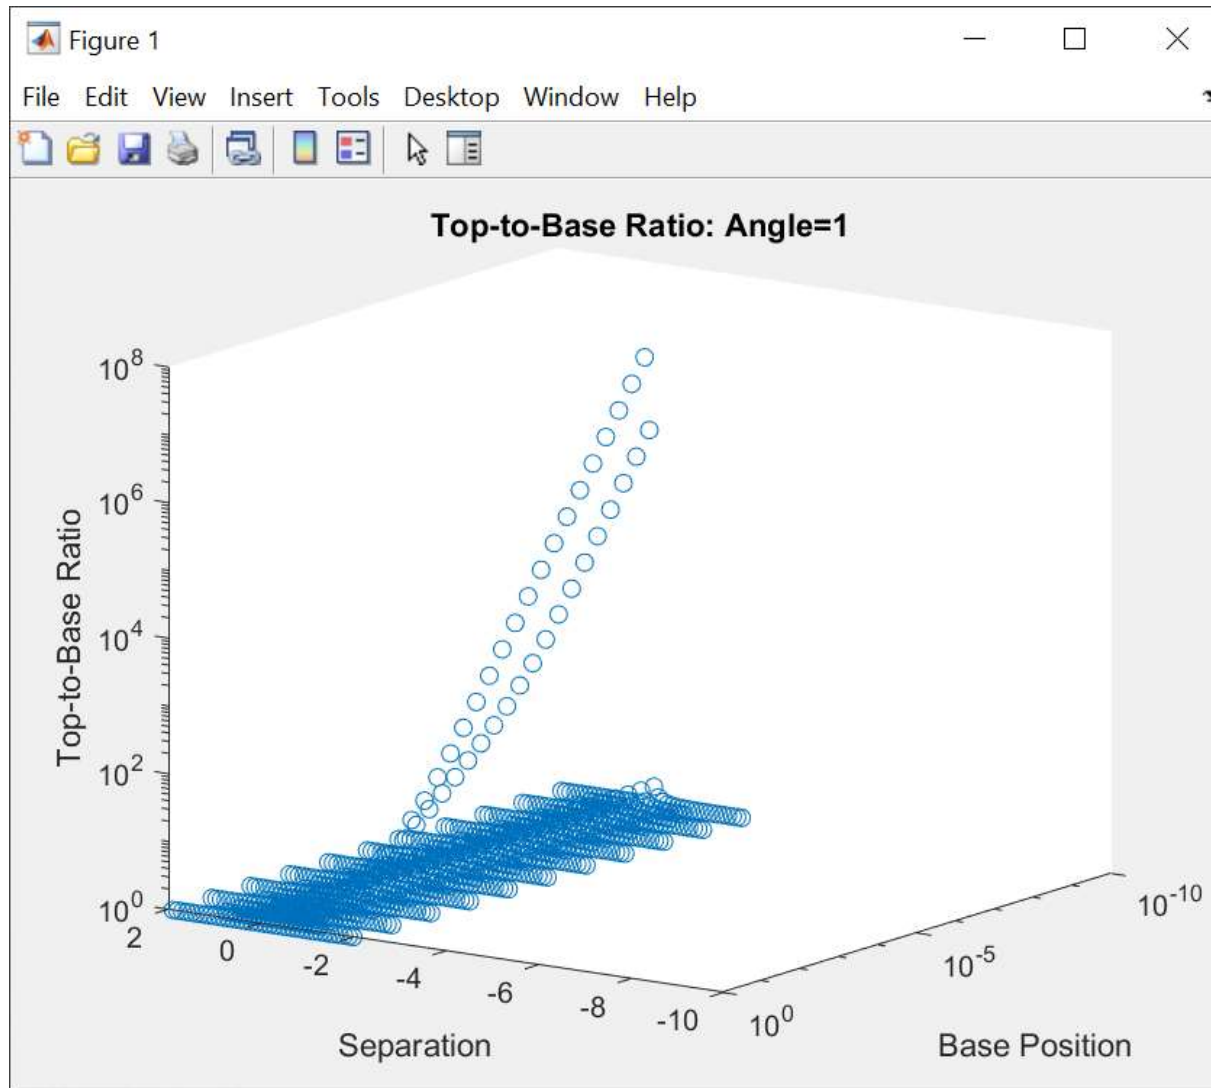 Figure 1
File Edit View Insert Tools Desktop Window Help
Top-to-Base Ratio: Angle=1
10^8
10^6
10^4
10^2
10^0
Top-to-Base Ratio
2
0
-2
-4
-6
-8
-10
Separation
10^0
10^-5
10^-10
Base Position